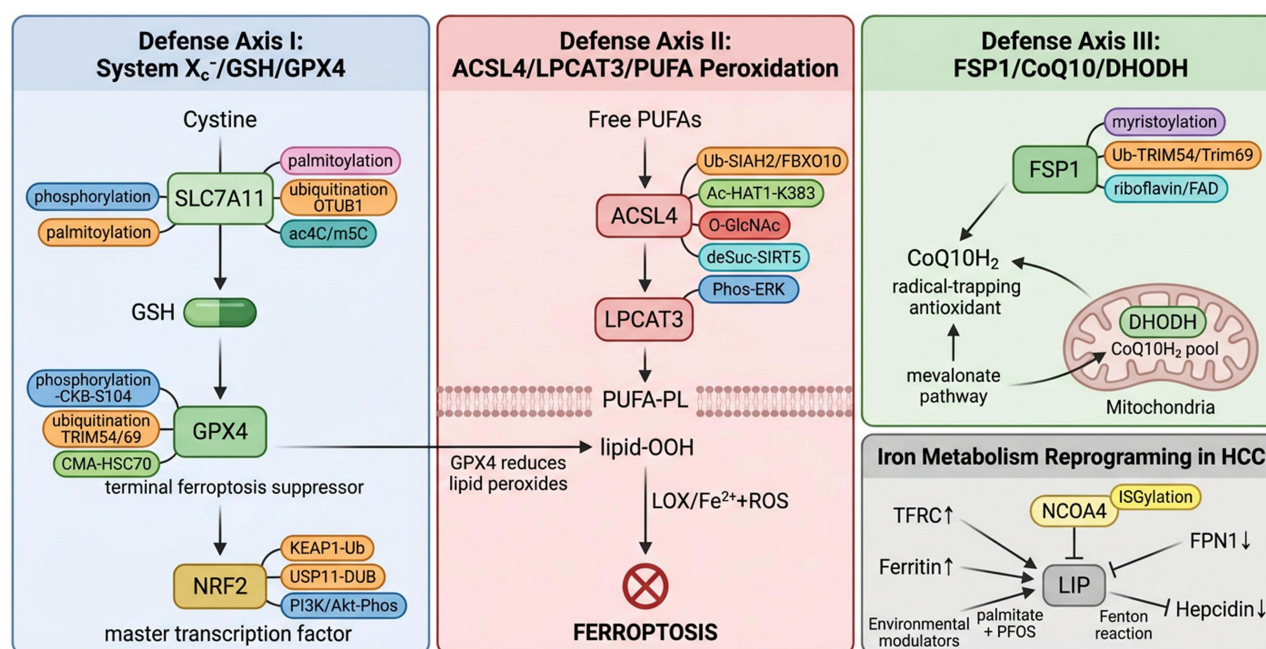 Defense Axis I:
System Xc⁻/GSH/GPX4
Cystine
palmitoylation
phosphorylation
SLC7A11
ubiquitination
OTUB1
palmitoylation
ac4C/m5C
GSH
phosphorylation
-CKB-S104
ubiquitination
TRIM54/69
GPX4
CMA-HSC70
terminal ferroptosis suppressor
KEAP1-Ub
NRF2
USP11-DUB
PI3K/Akt-Phos
master transcription factor
Defense Axis II:
ACSL4/LPCAT3/PUFA Peroxidation
Free PUFAs
Ub-SIAH2/FBXO10
Ac-HAT1-K383
ACSL4
O-GlcNAc
deSuc-SIRT5
Phos-ERK
LPCAT3
PUFA-PL
lipid-OOH
GPX4 reduces
lipid peroxides
LOX/Fe²⁺+ROS
FERROPTOSIS
Defense Axis III:
FSP1/CoQ10/DHODH
myristoylation
FSP1
Ub-TRIM54/Trim69
riboflavin/FAD
CoQ10H₂
radical-trapping
antioxidant
DHODH
CoQ10H₂ pool
mevalonate
pathway
Mitochondria
Iron Metabolism Reprograming in HCC
ISGylation
NCOA4
TFRC↑
FPN1↓
Ferritin↑
LIP
Hepcidin↓
Environmental
modulators
palmitate
+ PFOS
Fenton
reaction